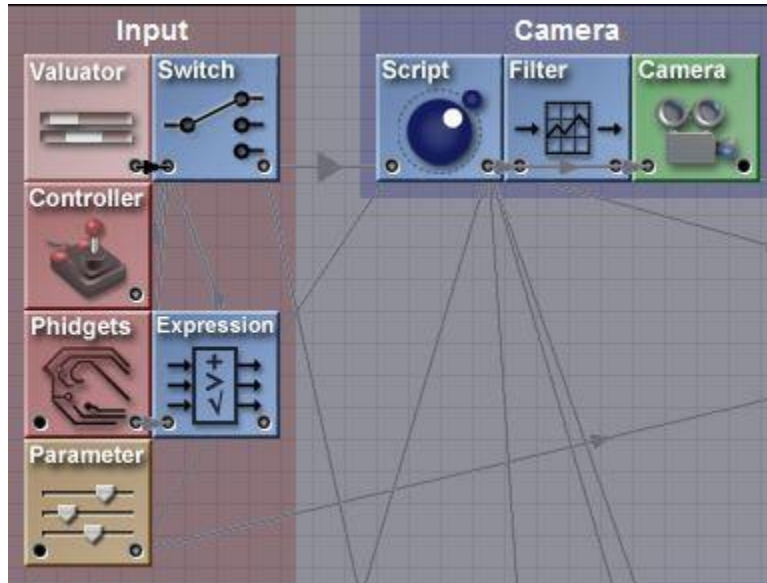 Input
Camera
Valuator
Switch
Script
Filter
Camera
Controller
Phidgets
Expression
Parameter